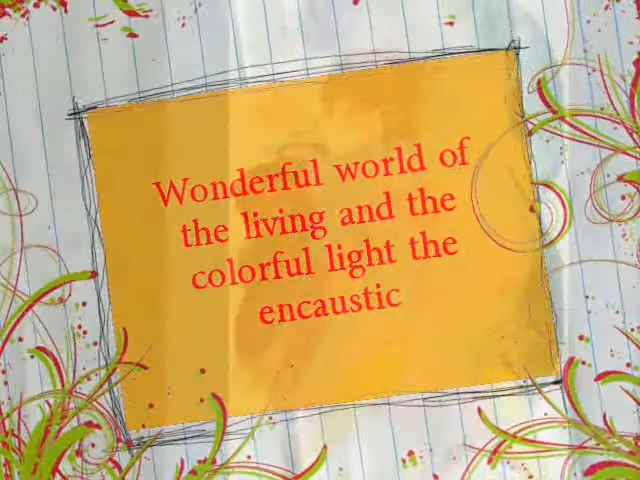 Wonderful world of
the living and the
colorful light the
encaustic